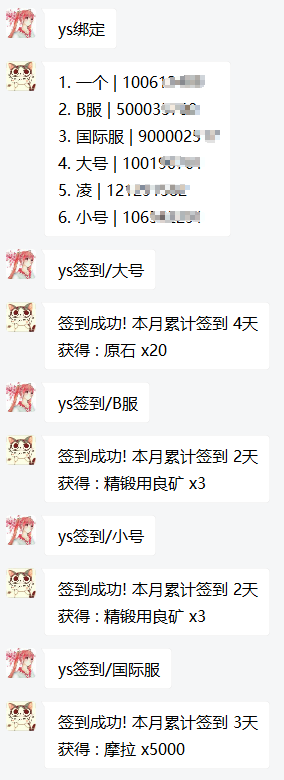 ys绑定
1. 一个 | 10061
2. B服 | 50003
3. 国际服 | 9000025
4. 大号 | 10019
5. 凌 | 121
6. 小号 | 106
ys签到/大号
签到成功! 本月累计签到 4天
获得 : 原石 x20
ys签到/B服
签到成功! 本月累计签到 2天
获得 : 精锻用良矿 x3
ys签到/小号
签到成功! 本月累计签到 2天
获得 : 精锻用良矿 x3
ys签到/国际服
签到成功! 本月累计签到 3天
获得 : 摩拉 x5000